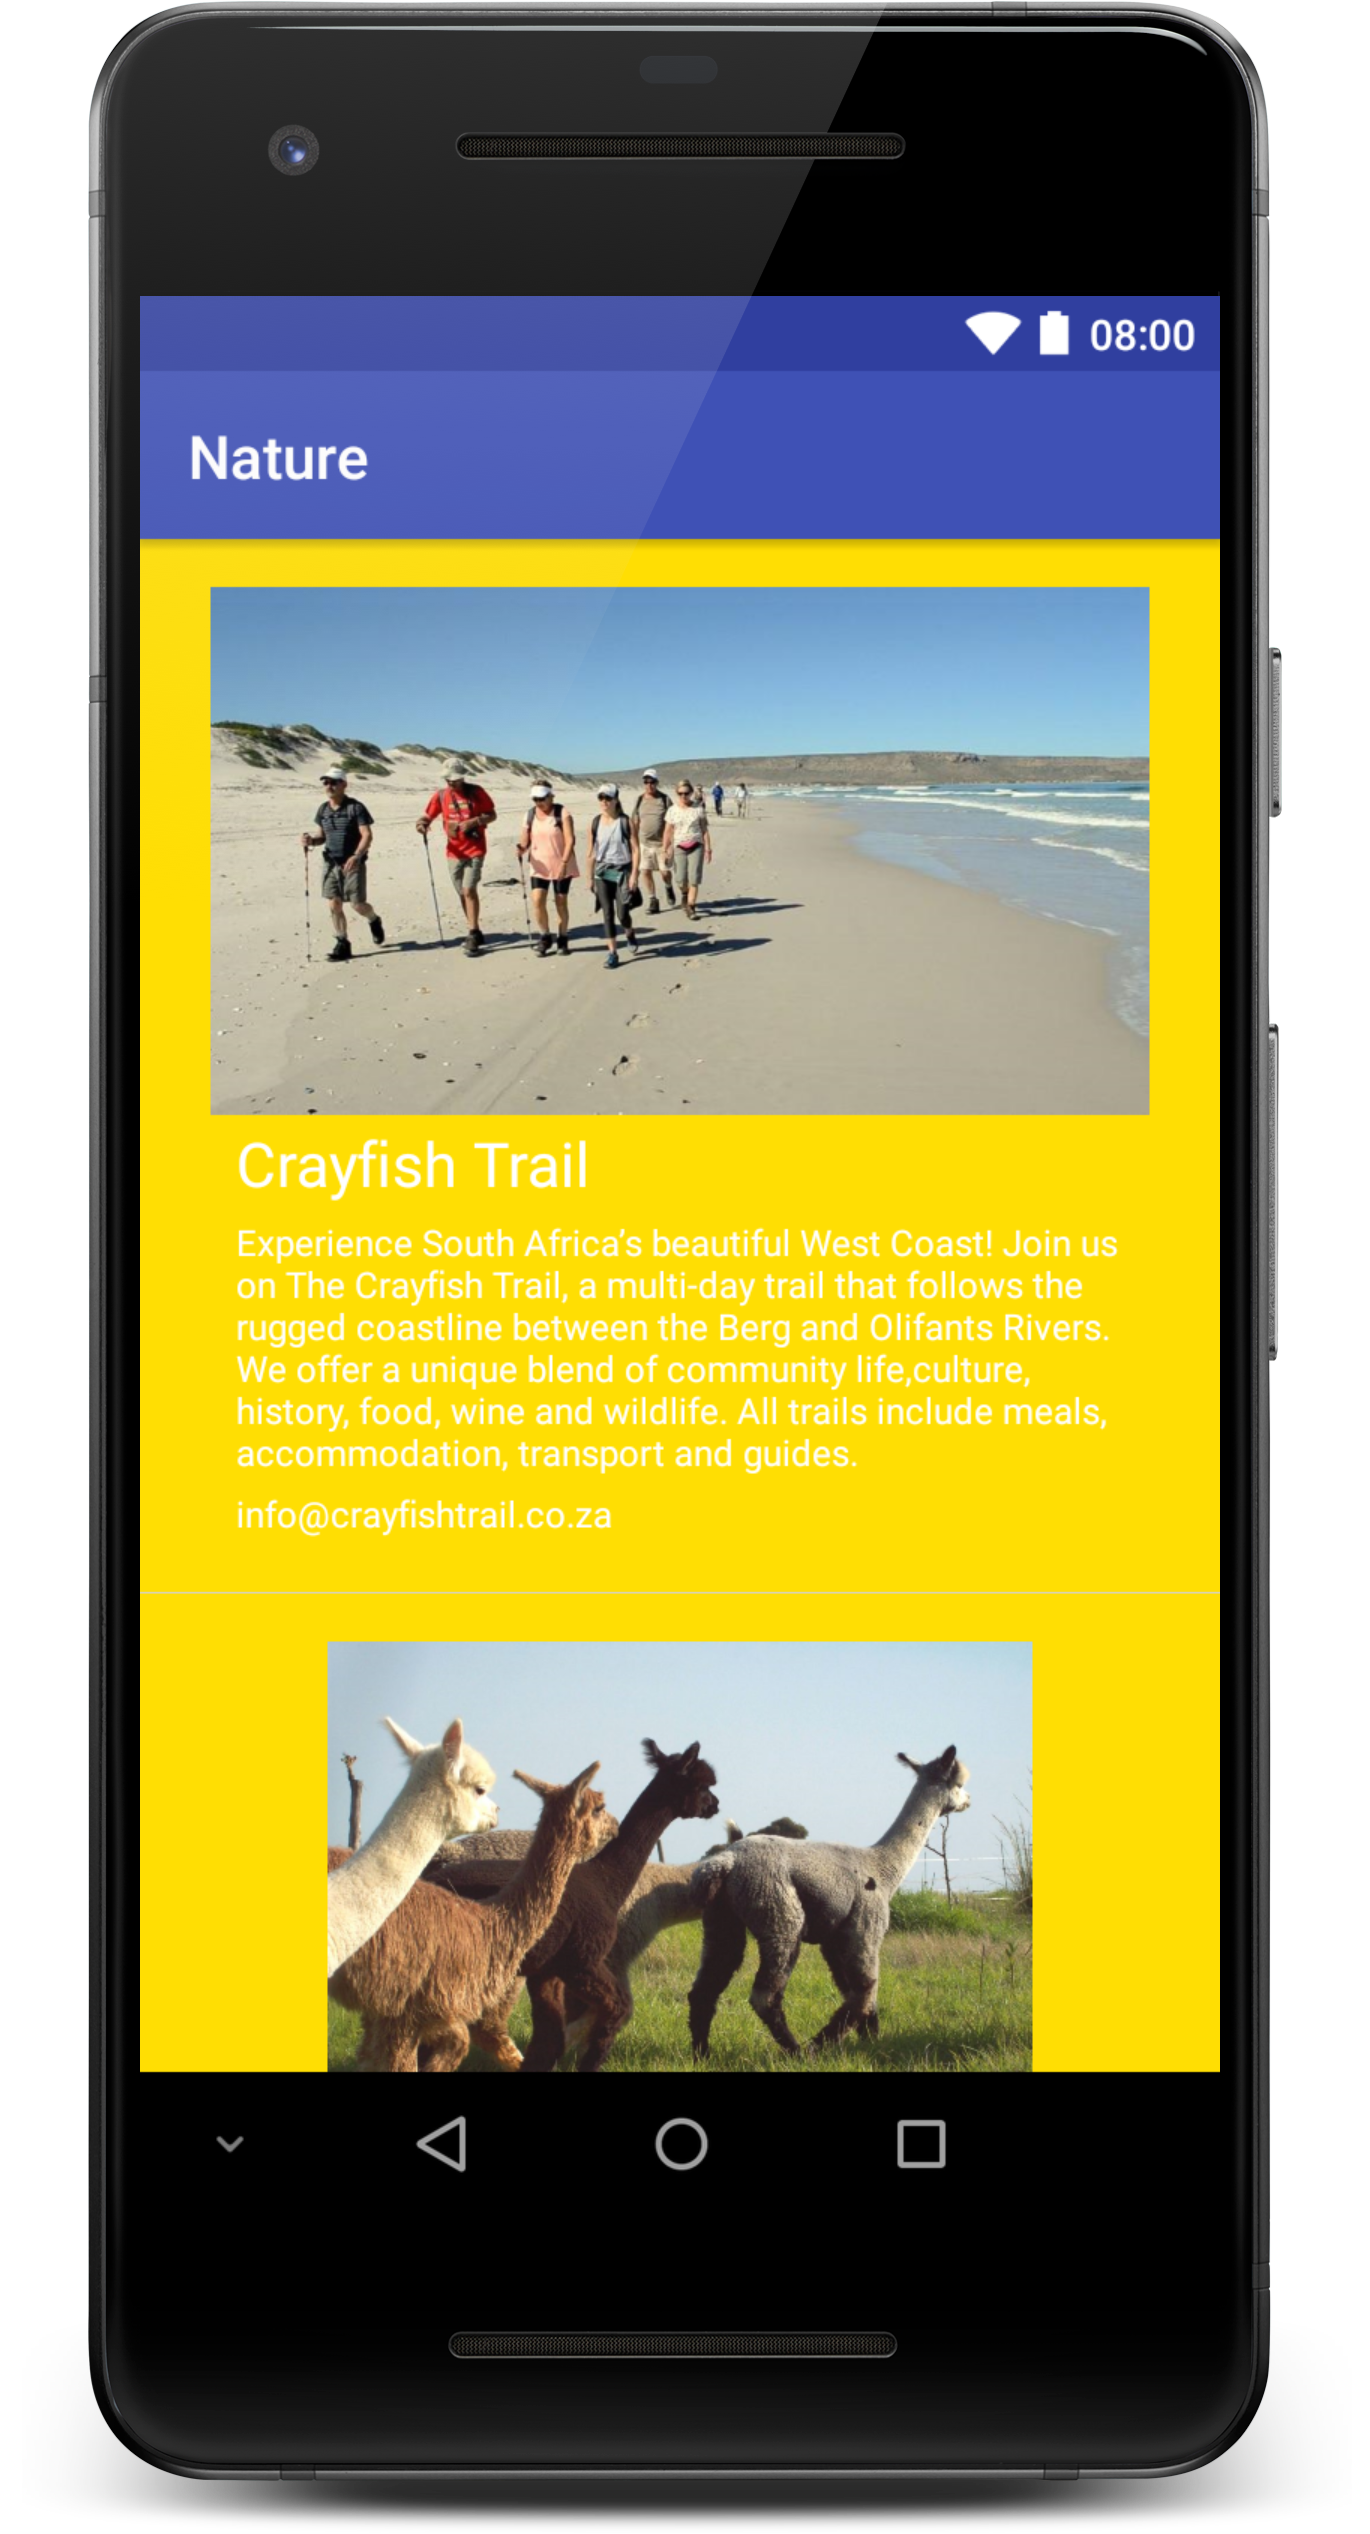 08:00
Nature
Crayfish Trail
Experience South Africa’s beautiful West Coast! Join us
on The Crayfish Trail, a multi-day trail that follows the
rugged coastline between the Berg and Olifants Rivers.
We offer a unique blend of community life,culture,
history, food, wine and wildlife. All trails include meals,
accommodation, transport and guides.
info@crayfishtrail.co.za